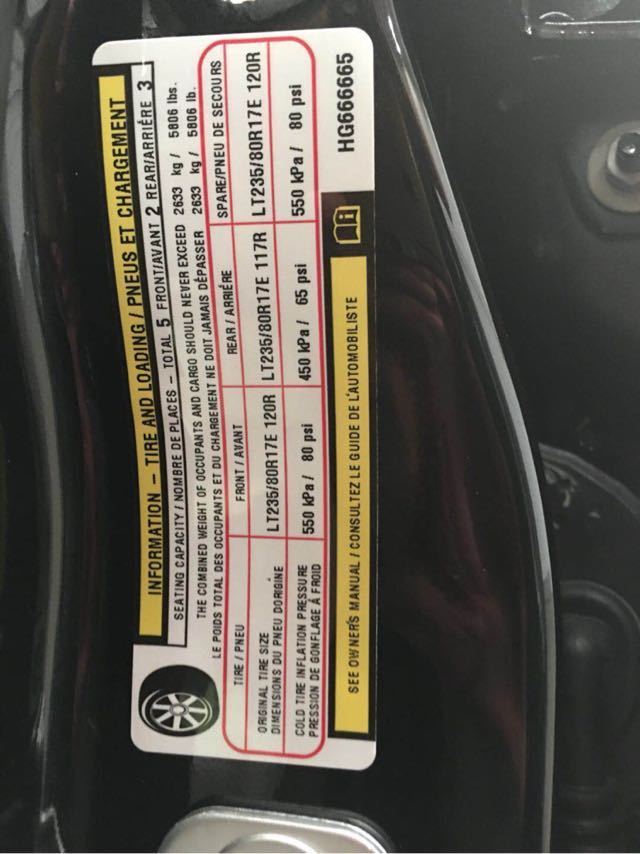 INFORMATION – TIRE AND LOADING / PNEUS ET CHARGEMENT
SEATING CAPACITY / NOMBRE DE PLACES – TOTAL 5 FRONT/AVANT 2 REAR/ARRIÈRE 3
THE COMBINED WEIGHT OF OCCUPANTS AND CARGO SHOULD NEVER EXCEED 2633 kg / 5806 lbs.
LE POIDS TOTAL DES OCCUPANTS ET DU CHARGEMENT NE DOIT JAMAIS DÉPASSER 2633 kg / 5806 lb.
TIRE / PNEU FRONT / AVANT REAR / ARRIÉRE SPARE/PNEU DE SECOURS
ORIGINAL TIRE SIZE
DIMENSIONS DU PNEU D'ORIGINE
LT235/80R17E 120R LT235/80R17E 117R LT235/80R17E 120R
COLD TIRE INFLATION PRESSURE
PRESSION DE GONFLAGE À FROID
550 kPa / 80 psi 450 kPa / 65 psi 550 kPa / 80 psi
SEE OWNER'S MANUAL / CONSULTEZ LE GUIDE DE L'AUTOMOBILISTE
HG666665